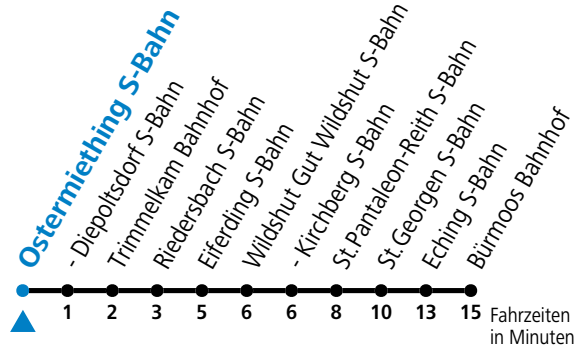 Ostermiething S-Bahn
- Diepoltsdorf S-Bahn
Trimmelkam Bahnhof
Riedersbach S-Bahn
Eiferding S-Bahn
Wildshut Gut Wildshut S-Bahn
- Kirchberg S-Bahn
St.Pantaleon-Reith S-Bahn
St.Georgen S-Bahn
Eching S-Bahn
Bürmoos Bahnhof
1 2 3 5 6 6 8 10 13 15 Fahrzeiten
in Minuten